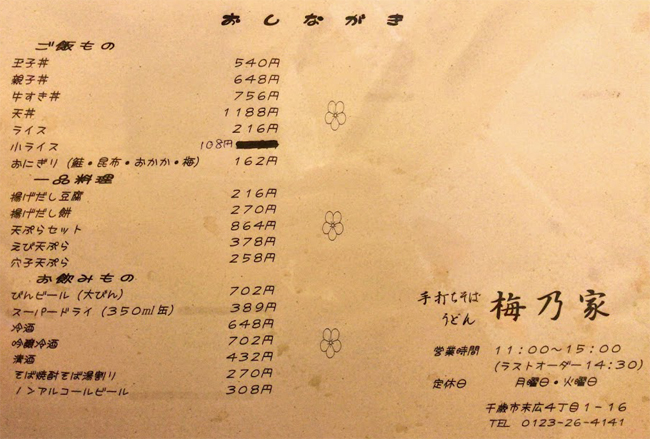 おしながき
ご飯もの
玉子丼 540円
親子丼 648円
牛すき丼 756円
天丼 1188円
ライス 216円
小ライス 108円
おにぎり（鮭・昆布・おかか・梅） 162円
一品料理
揚げだし豆腐 216円
揚げだし餅 270円
天ぷらセット 864円
えび天ぷら 378円
穴子天ぷら 258円
お飲みもの
びんビール（大びん） 702円
スーパードライ（350ml缶） 389円
冷酒 648円
吟醸冷酒 702円
清酒 432円
そば焼酎そば湯割り 270円
ノンアルコールビール 308円
手打ちそば
うどん
梅乃家
営業時間 11:00～15:00
（ラストオーダー14:30）
定休日 月曜日・火曜日
千歳市末広4丁目1-16
TEL 0123-26-4141